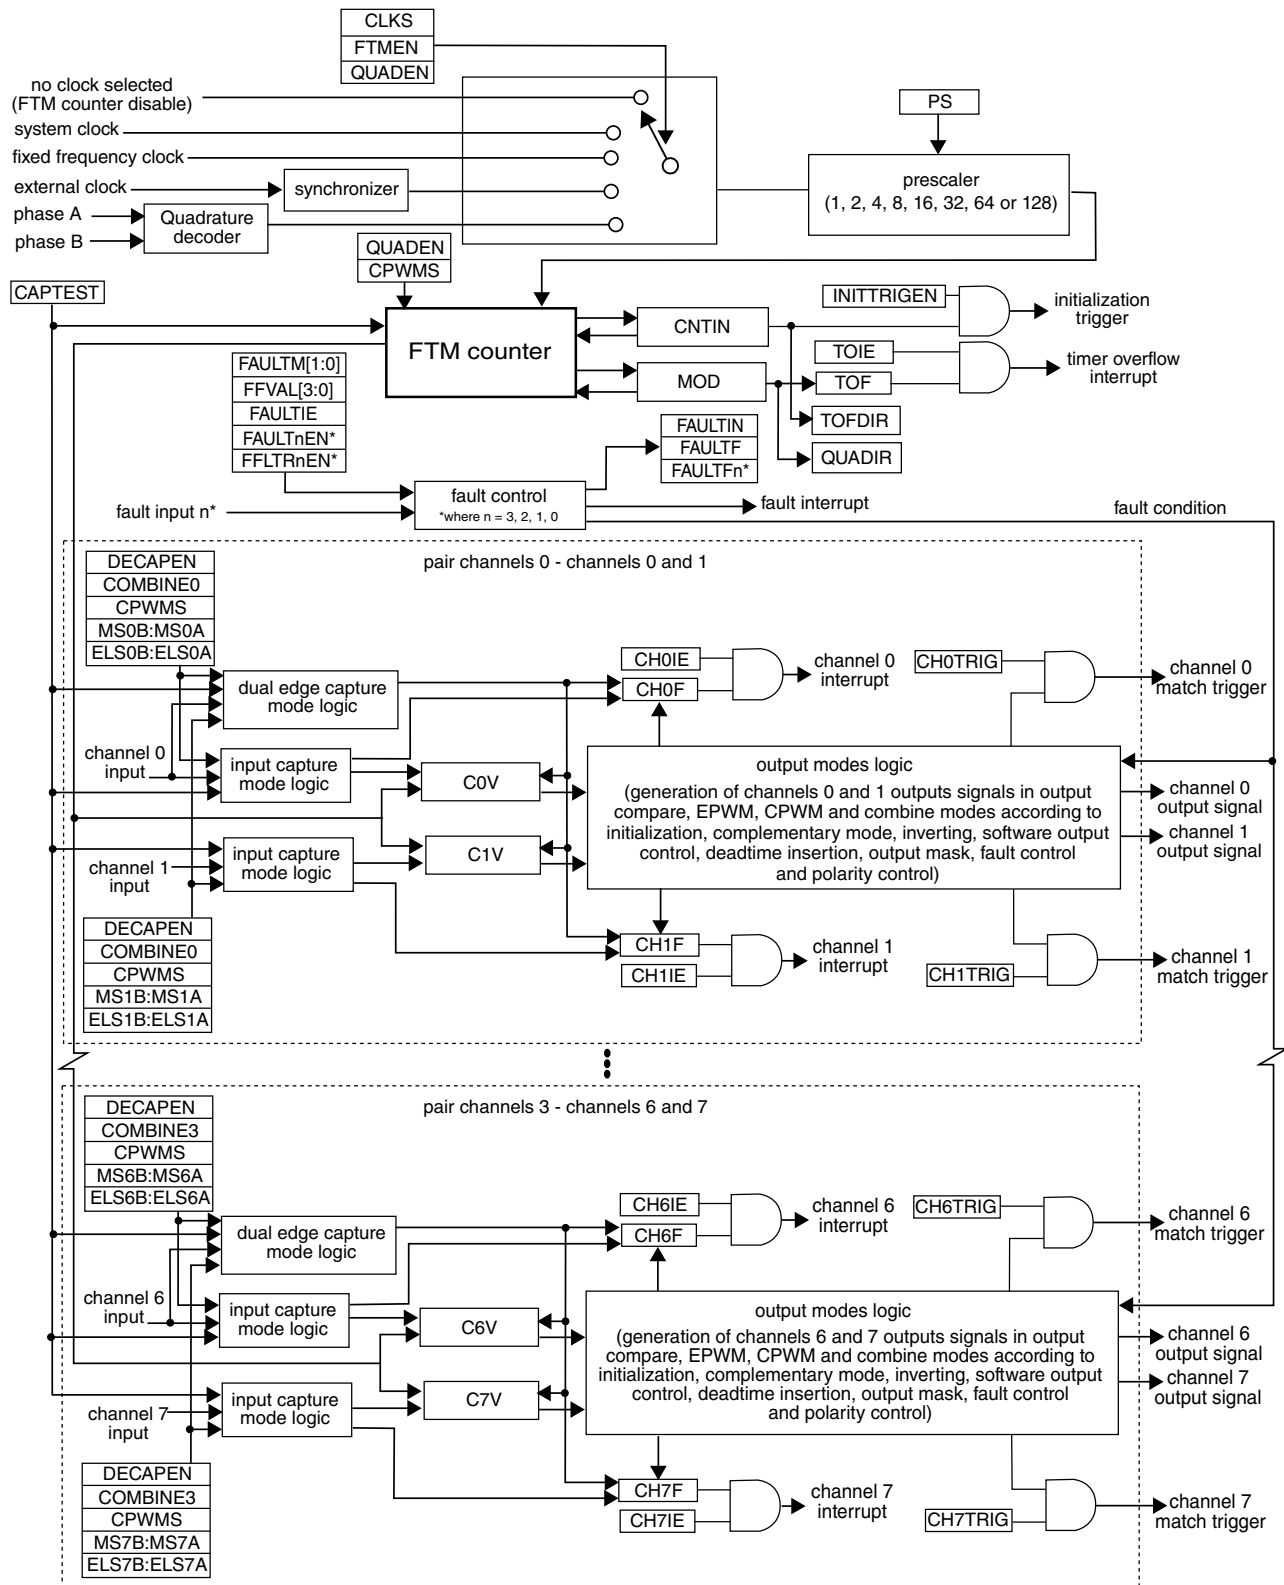 CLKS
FTMEN
QUADEN
no clock selected
(FTM counter disable)
system clock
fixed frequency clock
external clock
synchronizer
phase A
phase B
Quadrature
decoder
PS
prescaler
(1, 2, 4, 8, 16, 32, 64 or 128)
QUADEN
CPWMS
CAPTEST
FTM counter
CNTIN
MOD
INITTRIGEN
initialization
trigger
TOIE
TOF
timer overflow
interrupt
TOFDIR
QUADIR
FAULTM[1:0]
FFVAL[3:0]
FAULTIE
FAULTnEN*
FFLTRnEN*
FAULTIN
FAULTF
FAULTFn*
fault input n*
fault control
*where n = 3, 2, 1, 0
fault interrupt
fault condition
pair channels 0 - channels 0 and 1
DECAPEN
COMBINE0
CPWMS
MS0B:MS0A
ELS0B:ELS0A
dual edge capture
mode logic
channel 0
input
input capture
mode logic
C0V
channel 1
input
input capture
mode logic
C1V
CH0IE
CH0F
channel 0
interrupt
CH0TRIG
channel 0
match trigger
output modes logic
(generation of channels 0 and 1 outputs signals in output
compare, EPWM, CPWM and combine modes according to
initialization, complementary mode, inverting, software output
control, deadtime insertion, output mask, fault control
and polarity control)
channel 0
output signal
channel 1
output signal
DECAPEN
COMBINE0
CPWMS
MS1B:MS1A
ELS1B:ELS1A
CH1F
CH1IE
channel 1
interrupt
CH1TRIG
channel 1
match trigger
pair channels 3 - channels 6 and 7
DECAPEN
COMBINE3
CPWMS
MS6B:MS6A
ELS6B:ELS6A
dual edge capture
mode logic
channel 6
input
input capture
mode logic
C6V
channel 7
input
input capture
mode logic
C7V
CH6IE
CH6F
channel 6
interrupt
CH6TRIG
channel 6
match trigger
output modes logic
(generation of channels 6 and 7 outputs signals in output
compare, EPWM, CPWM and combine modes according to
initialization, complementary mode, inverting, software output
control, deadtime insertion, output mask, fault control
and polarity control)
channel 6
output signal
channel 7
output signal
DECAPEN
COMBINE3
CPWMS
MS7B:MS7A
ELS7B:ELS7A
CH7F
CH7IE
channel 7
interrupt
CH7TRIG
channel 7
match trigger